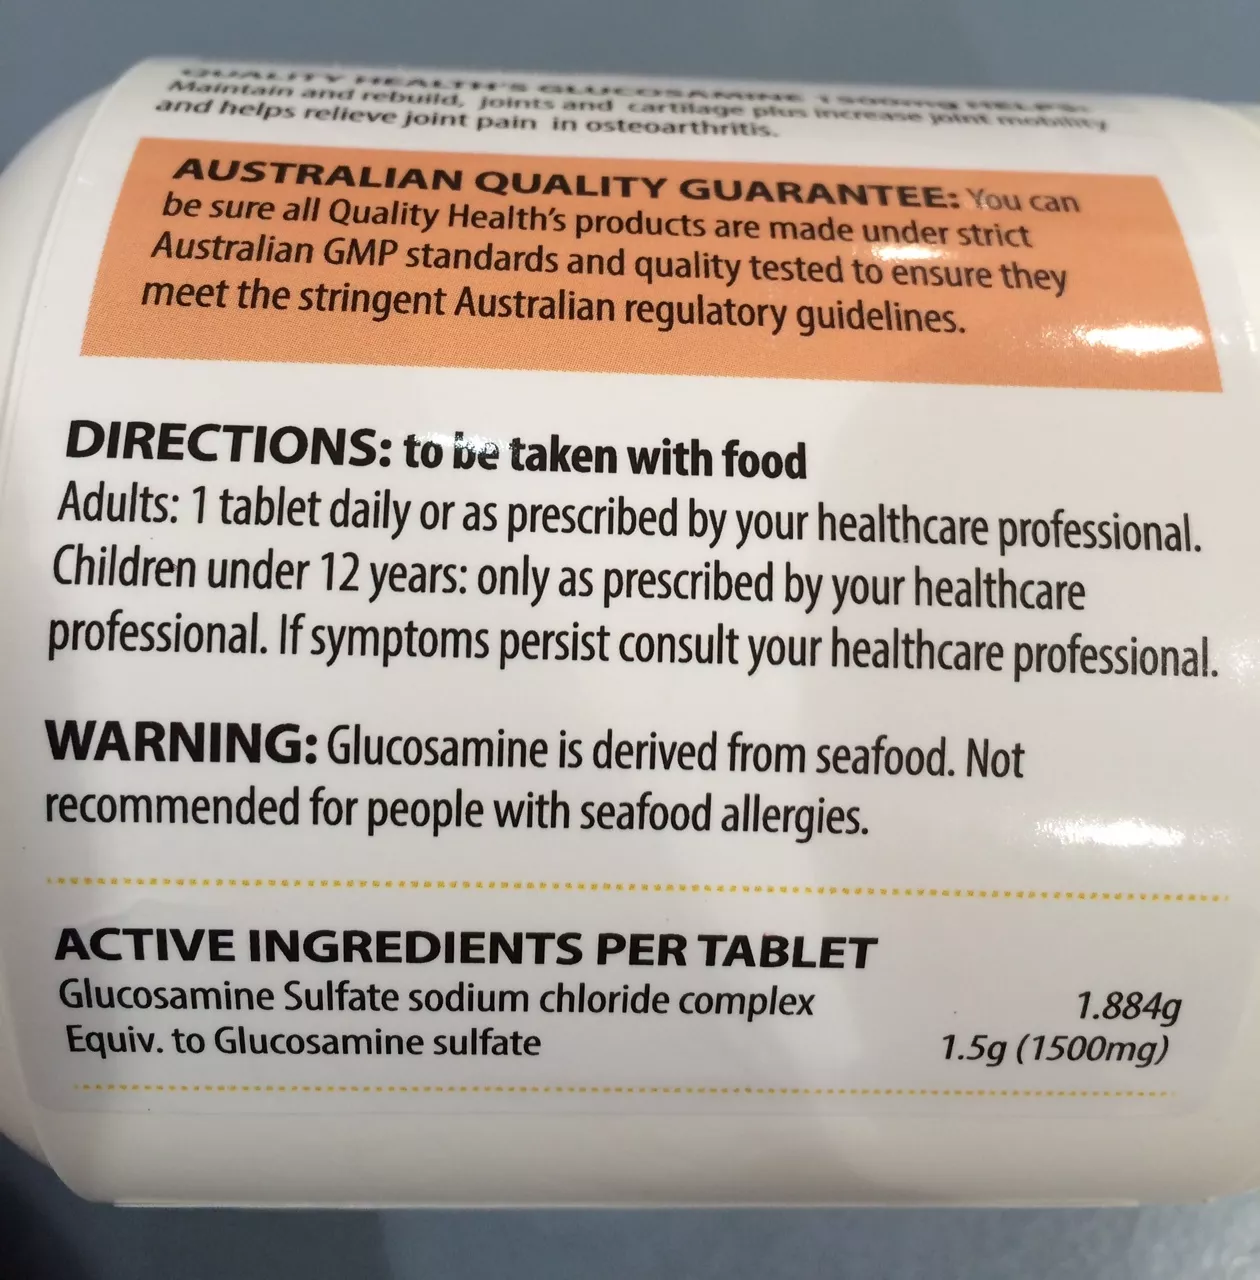 QUALITY HEALTH'S GLUCOSAMINE 1500mg HELPS:
Maintain and rebuild, joints and cartilage plus increase joint mobility
and helps relieve joint pain in osteoarthritis.
AUSTRALIAN QUALITY GUARANTEE: You can
be sure all Quality Health's products are made under strict
Australian GMP standards and quality tested to ensure they
meet the stringent Australian regulatory guidelines.
DIRECTIONS: to be taken with food
Adults: 1 tablet daily or as prescribed by your healthcare professional.
Children under 12 years: only as prescribed by your healthcare
professional. If symptoms persist consult your healthcare professional.
WARNING: Glucosamine is derived from seafood. Not
recommended for people with seafood allergies.
ACTIVE INGREDIENTS PER TABLET
Glucosamine Sulfate sodium chloride complex 1.884g
Equiv. to Glucosamine sulfate 1.5g (1500mg)